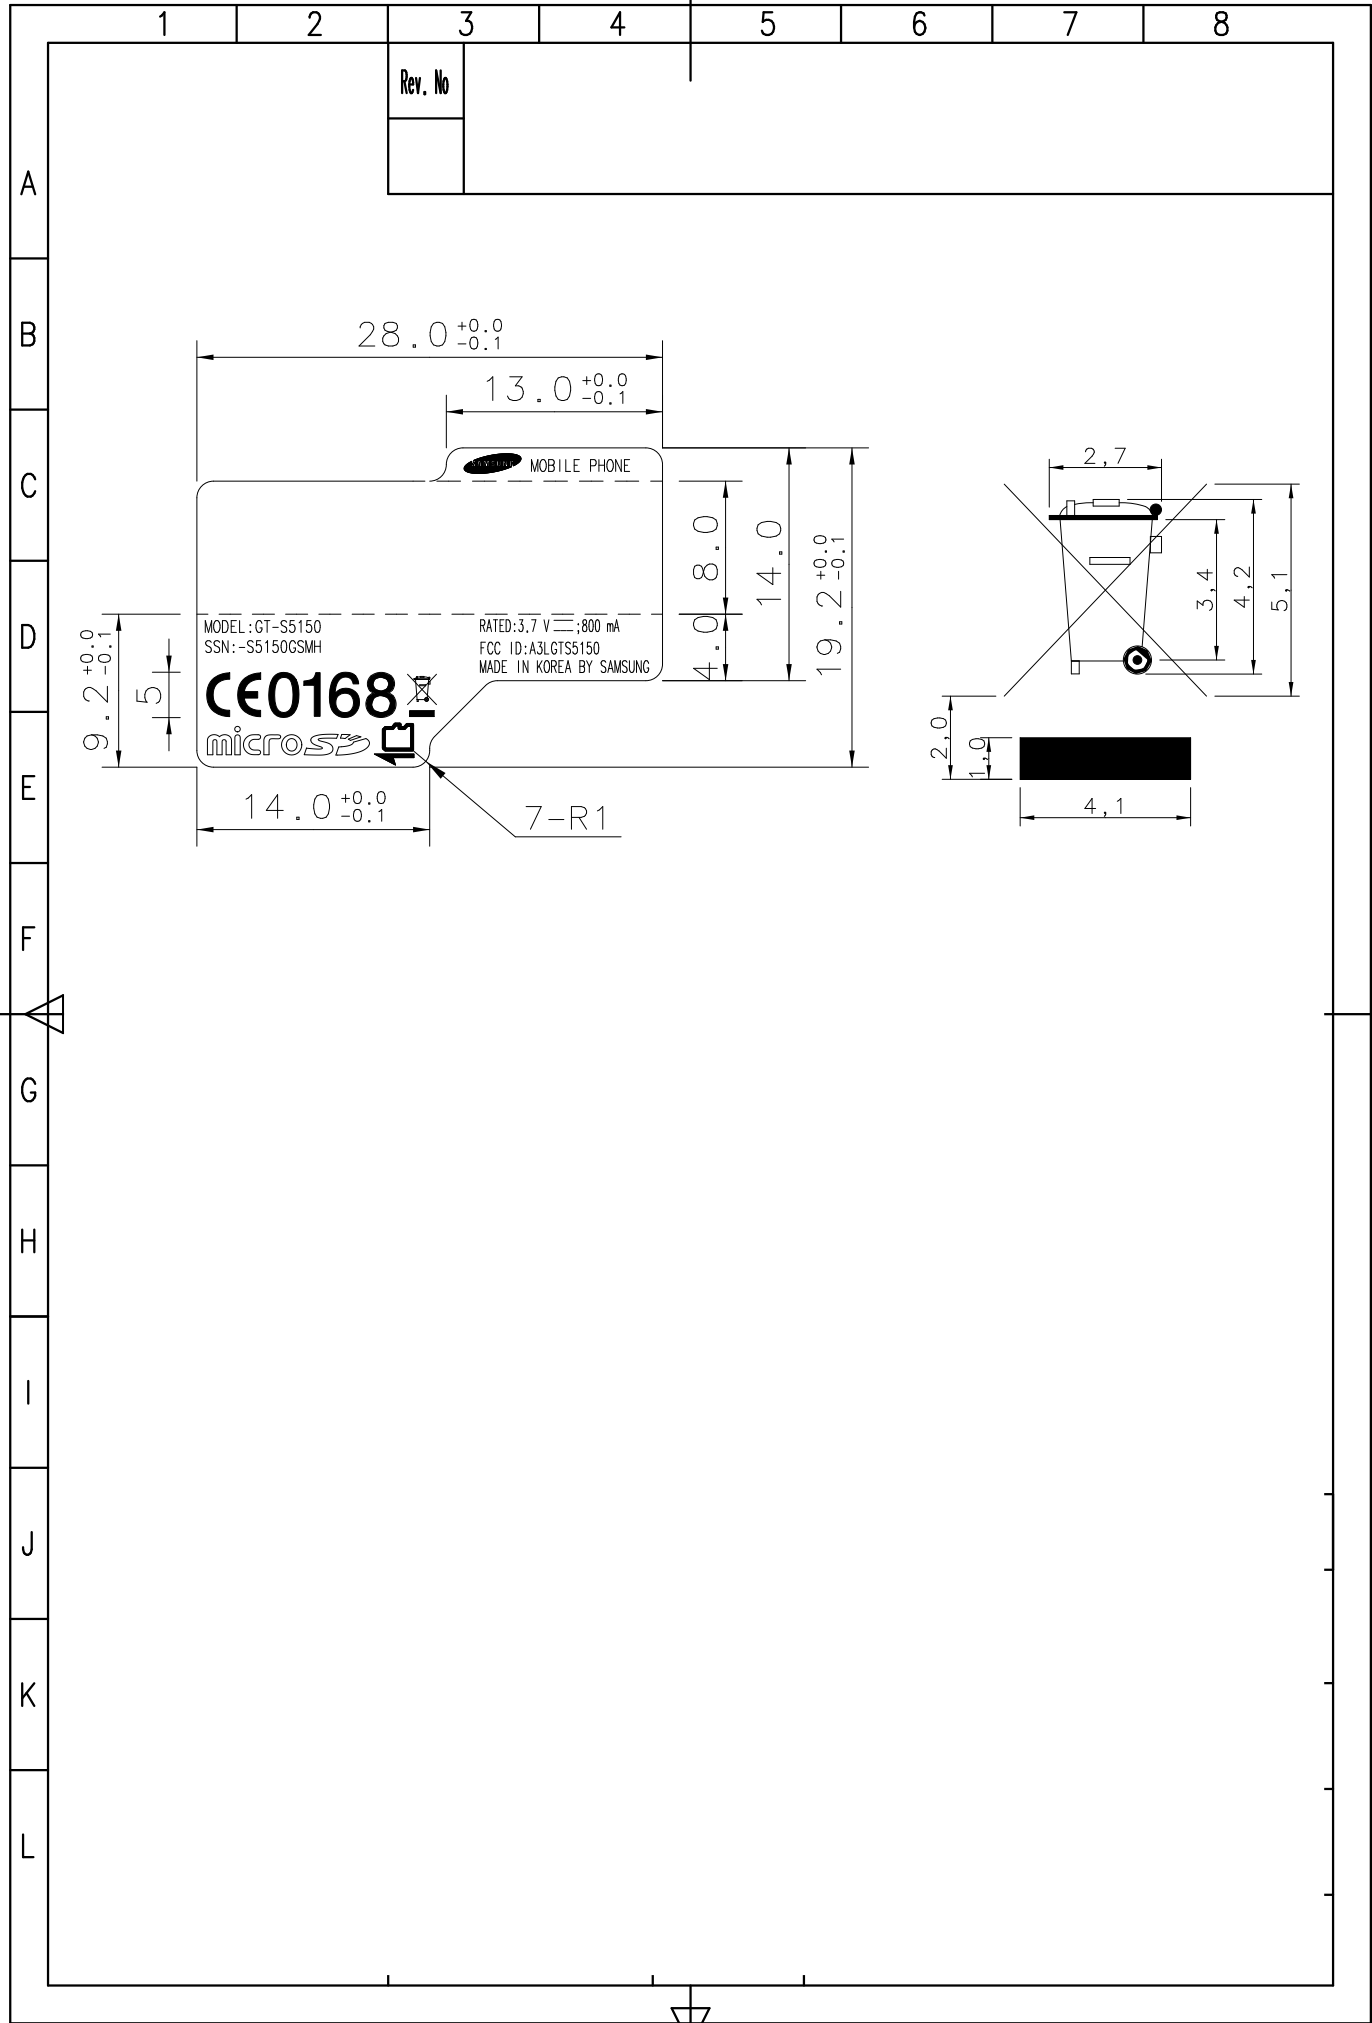 1 2 3 4 5 6 7 8
Rev. No
A
B
C
D
E
F
G
H
I
J
K
L
28.0 +0.0 -0.1
13.0 +0.0 -0.1
SAMSUNG MOBILE PHONE
8.0
14.0
19.2 +0.0 -0.1
4.0
MODEL:GT-S5150
SSN:-S5150GSMH
RATED:3.7 V ;800 mA
FCC ID:A3LGTS5150
MADE IN KOREA BY SAMSUNG
CE0168
microSD
9.2 +0.0 -0.1
5
14.0 +0.0 -0.1
7-R1
2,7
3,4
4,2
5,1
2,0
1,0
4,1